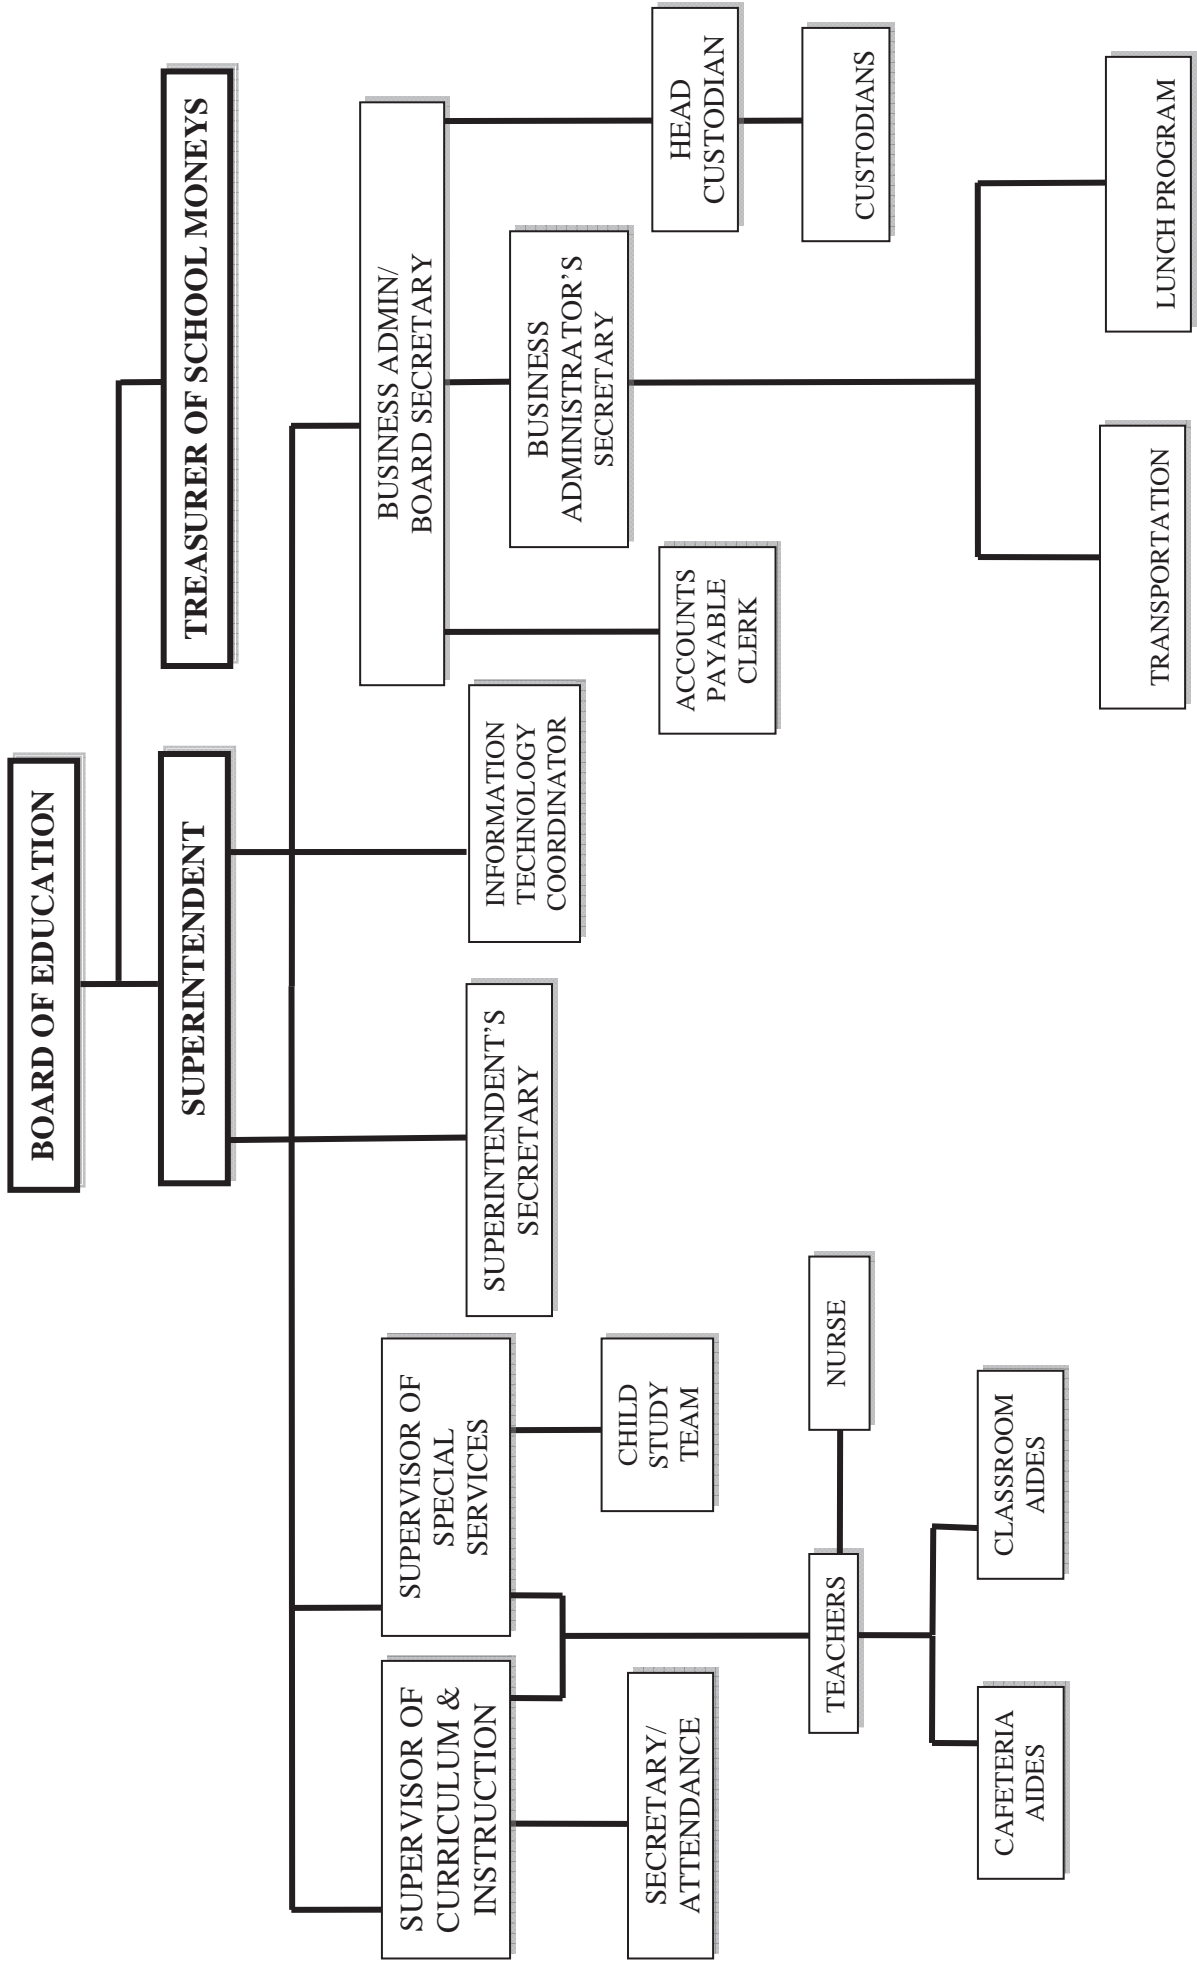 BOARD OF EDUCATION
SUPERINTENDENT
TREASURER OF SCHOOL MONEYS
SUPERVISOR OF
CURRICULUM &
INSTRUCTION
SUPERVISOR OF
SPECIAL
SERVICES
SUPERINTENDENT'S
SECRETARY
INFORMATION
TECHNOLOGY
COORDINATOR
BUSINESS ADMIN/
BOARD SECRETARY
SECRETARY/
ATTENDANCE
CHILD
STUDY
TEAM
ACCOUNTS
PAYABLE
CLERK
BUSINESS
ADMINISTRATOR'S
SECRETARY
HEAD
CUSTODIAN
CUSTODIANS
TEACHERS
NURSE
CAFETERIA
AIDES
CLASSROOM
AIDES
TRANSPORTATION
LUNCH PROGRAM